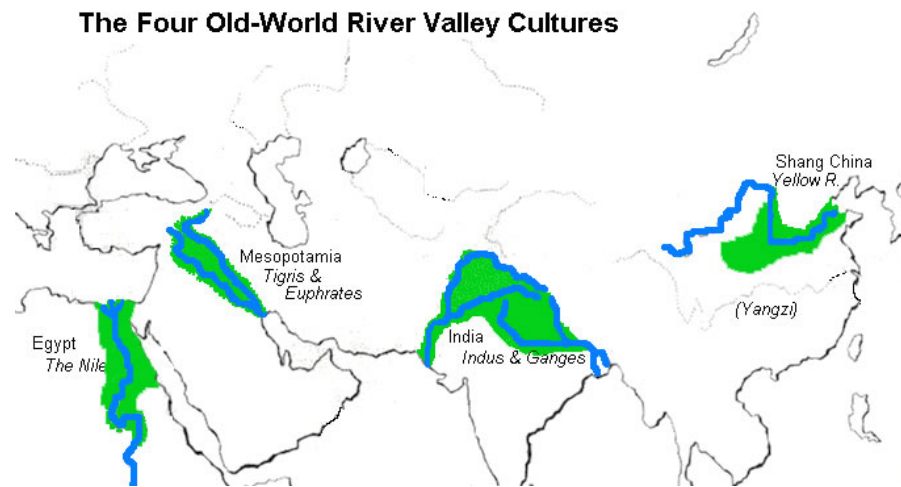 The Four Old-World River Valley Cultures
Shang China
Yellow R.
Mesopotamia
Tigris &
Euphrates
(Yangzi)
Egypt
The Nile
India
Indus & Ganges